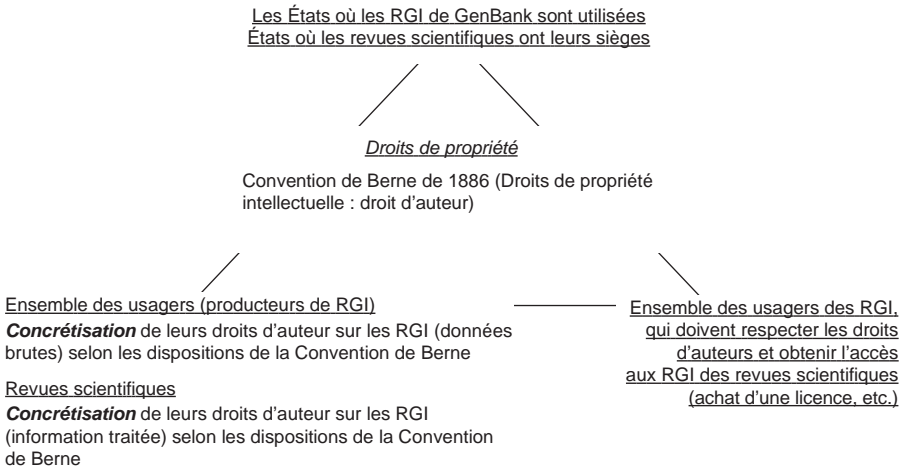 Les États où les RGI de GenBank sont utilisées
États où les revues scientifiques ont leurs sièges
Droits de propriété
Convention de Berne de 1886 (Droits de propriété
intellectuelle : droit d’auteur)
Ensemble des usagers (producteurs de RGI)
Concrétisation de leurs droits d’auteur sur les RGI (données
brutes) selon les dispositions de la Convention de Berne
Revues scientifiques
Concrétisation de leurs droits d’auteur sur les RGI
(information traitée) selon les dispositions de la Convention
de Berne
Ensemble des usagers des RGI,
qui doivent respecter les droits
d’auteurs et obtenir l’accès
aux RGI des revues scientifiques
(achat d’une licence, etc.)